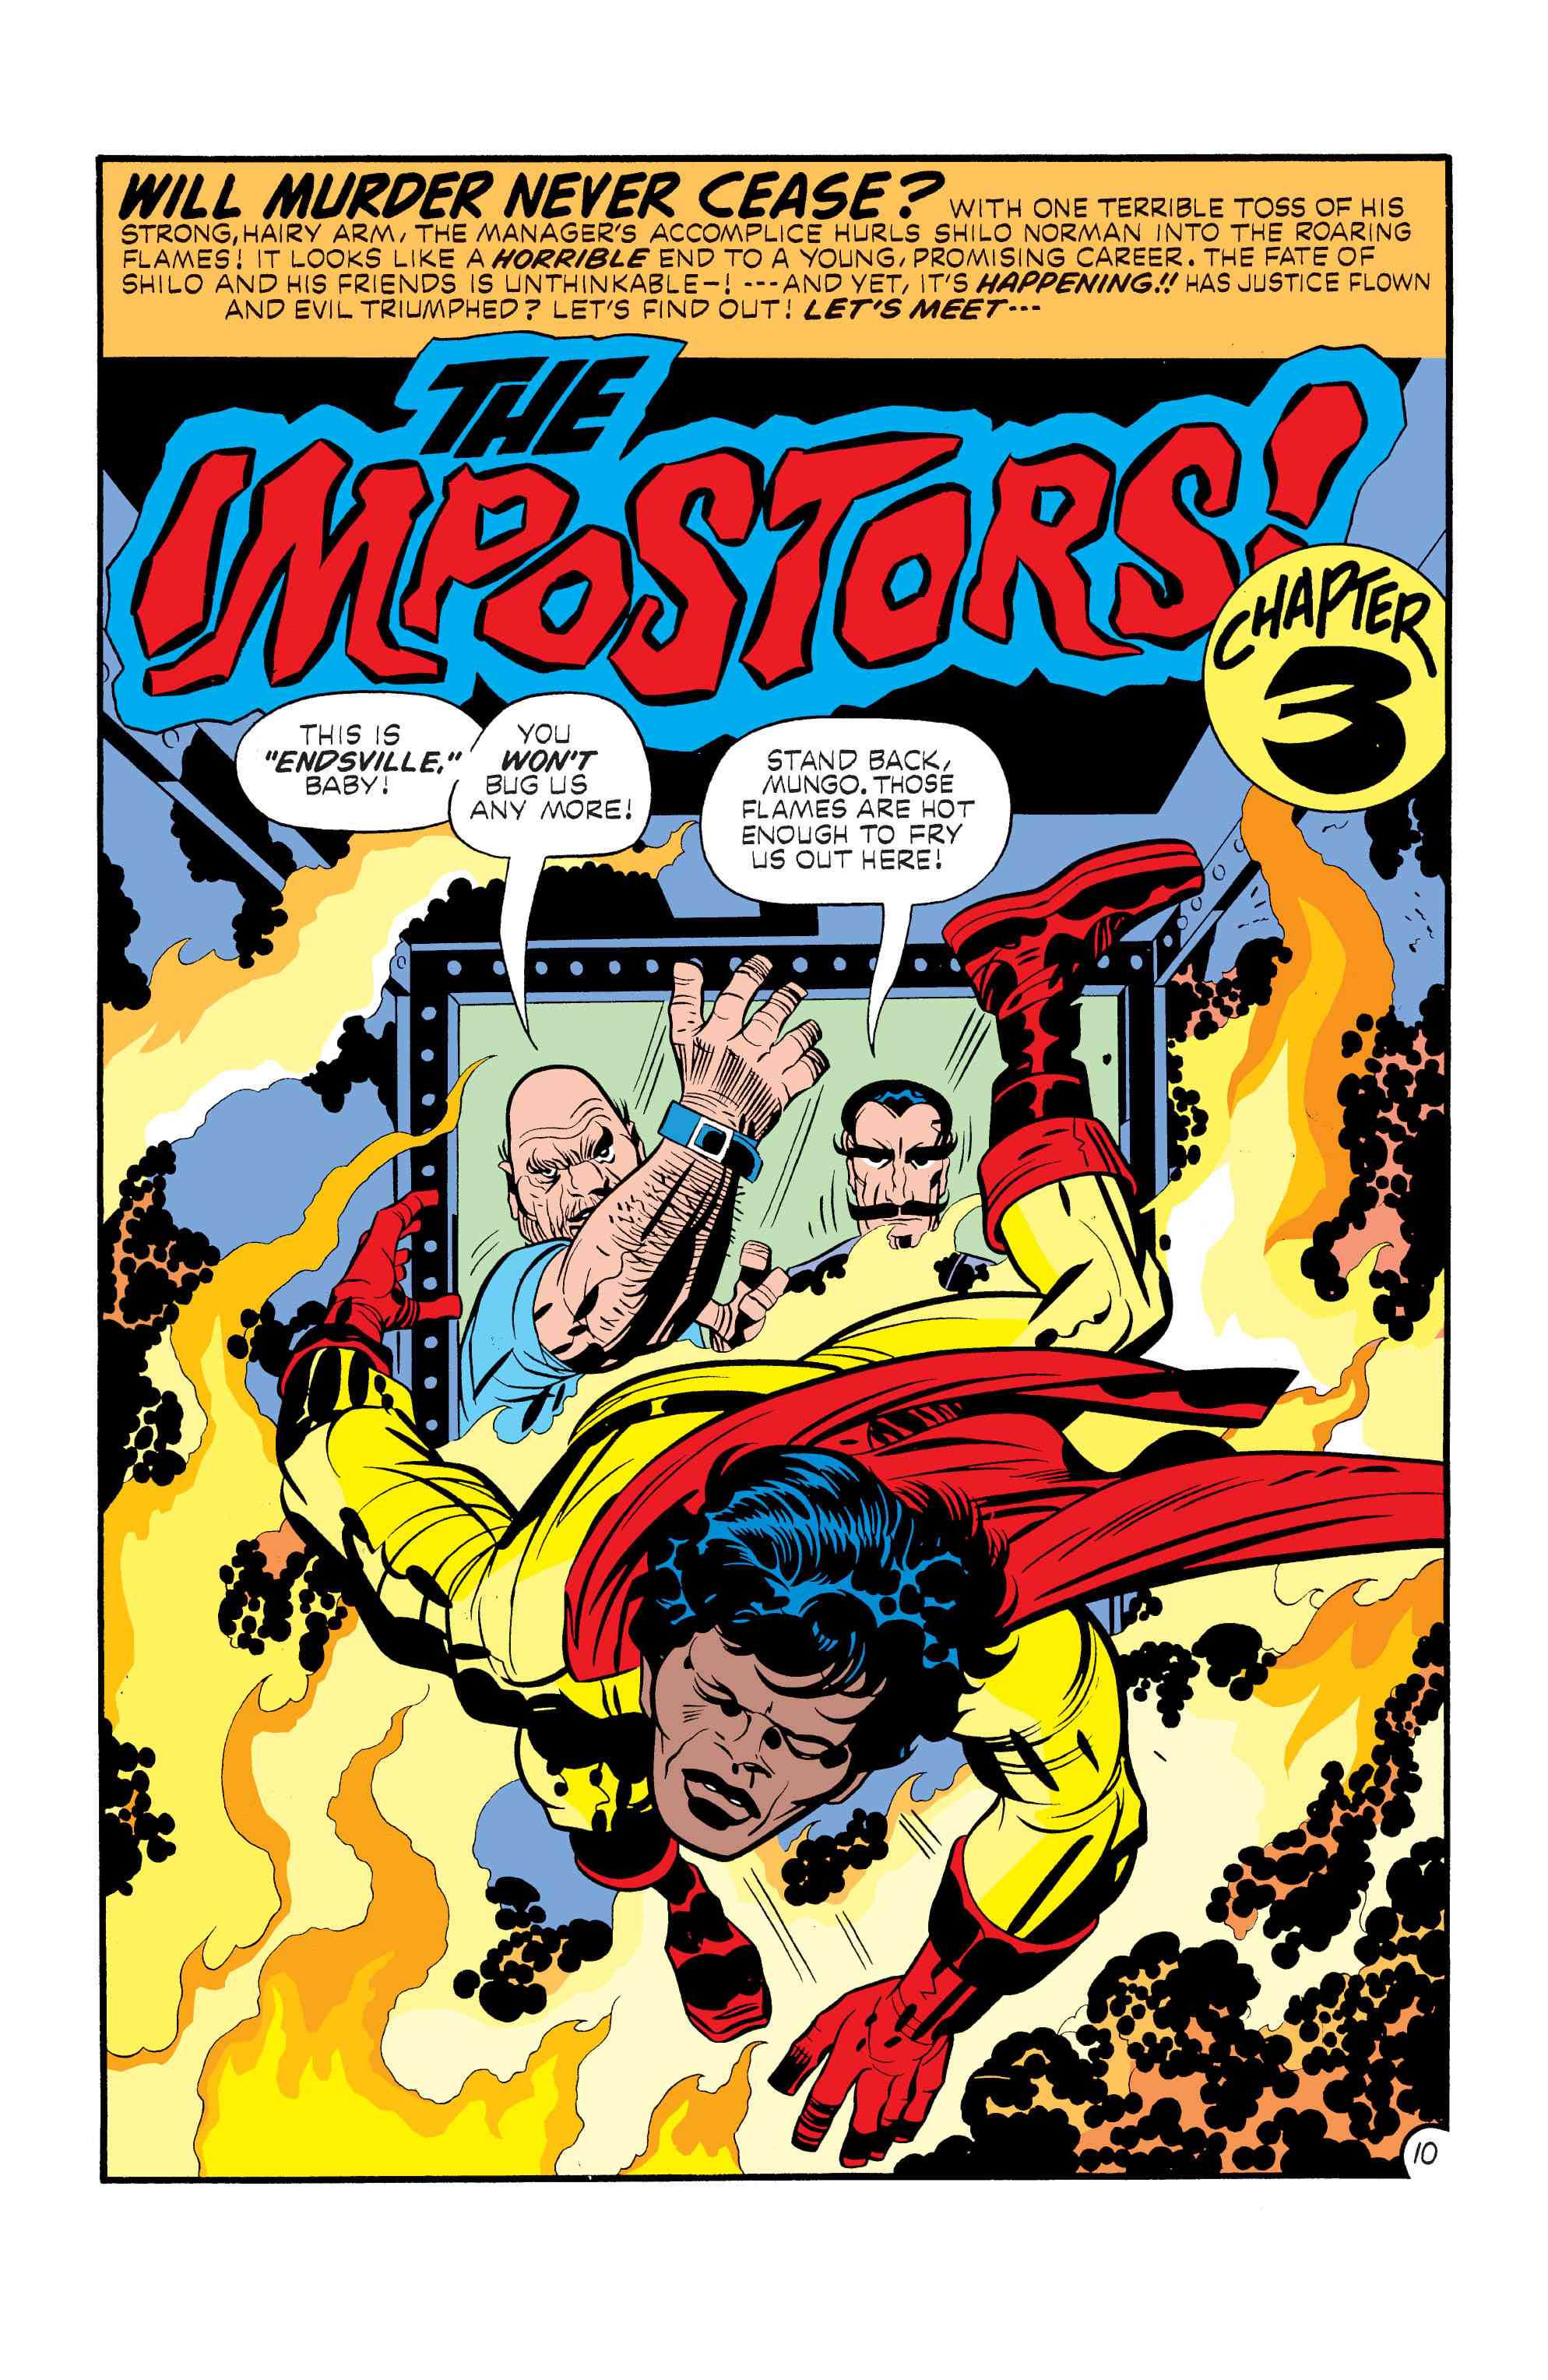 WILL MURDER NEVER CEASE? WITH ONE TERRIBLE TOSS OF HIS
STRONG, HAIRY ARM, THE MANAGER'S ACCOMPLICE HURLS SHILO NORMAN INTO THE ROARING
FLAMES! IT LOOKS LIKE A HORRIBLE END TO A YOUNG, PROMISING CAREER. THE FATE OF
SHILO AND HIS FRIENDS IS UNTHINKABLE-! ---AND YET, IT'S HAPPENING!! HAS JUSTICE FLOWN
AND EVIL TRIUMPHED? LET'S FIND OUT! LET'S MEET---
THE
IMPOSTORS!
CHAPTER
3
THIS IS
"ENDSVILLE,"
BABY!
YOU
WON'T
BUG US
ANY MORE!
STAND BACK,
MUNGO. THOSE
FLAMES ARE HOT
ENOUGH TO FRY
US OUT HERE!
10